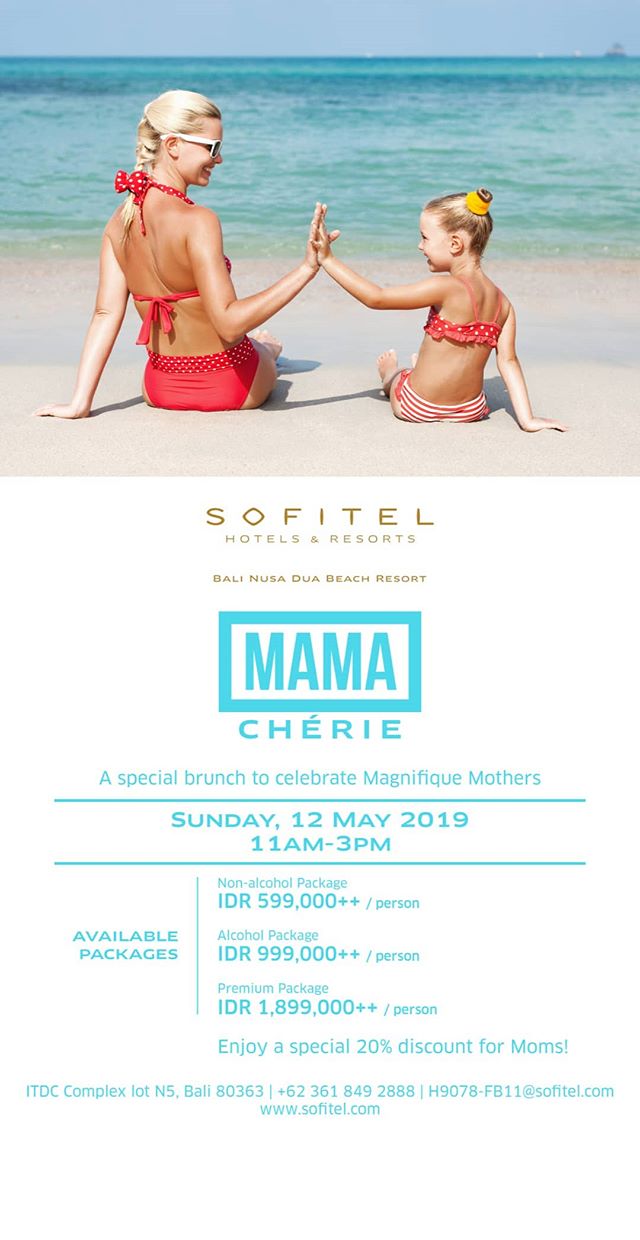 SOFITEL
HOTELS & RESORTS
BALI NUSA DUA BEACH RESORT
MAMA
CHÉRIE
A special brunch to celebrate Magnifique Mothers
SUNDAY, 12 MAY 2019
11AM-3PM
AVAILABLE
PACKAGES
Non-alcohol Package
IDR 599,000++ / person
Alcohol Package
IDR 999,000++ / person
Premium Package
IDR 1,899,000++ / person
Enjoy a special 20% discount for Moms!
ITDC Complex lot N5, Bali 80363 | +62 361 849 2888 | H9078-FB11@sofitel.com
www.sofitel.com